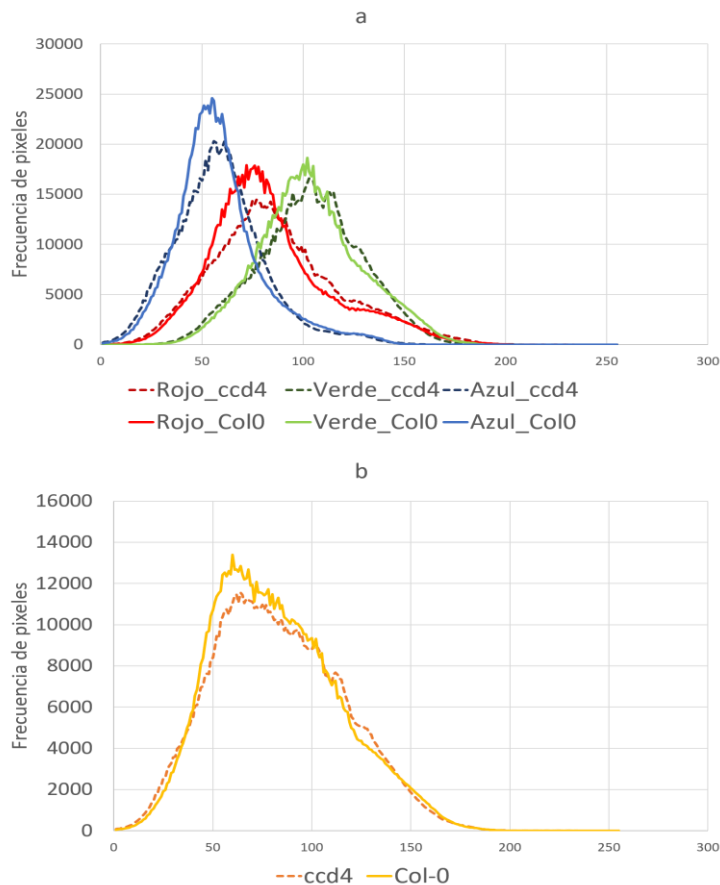 a
30000
25000
20000
15000
10000
5000
0
Frecuencia de pixeles
0 50 100 150 200 250 300
Rojo_ccd4 Verde_ccd4 Azul_ccd4
Rojo_Col0 Verde_Col0 Azul_Col0
b
16000
14000
12000
10000
8000
6000
4000
2000
0
Frecuencia de pixeles
0 50 100 150 200 250 300
ccd4 Col-0